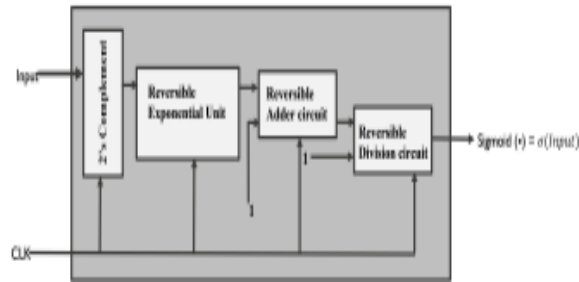 Input
2's Complement
Reversible
Exponential Unit
Reversible
Adder circuit
1
1
Reversible
Division circuit
Sigmoid (•) = σ(Input)
CLK